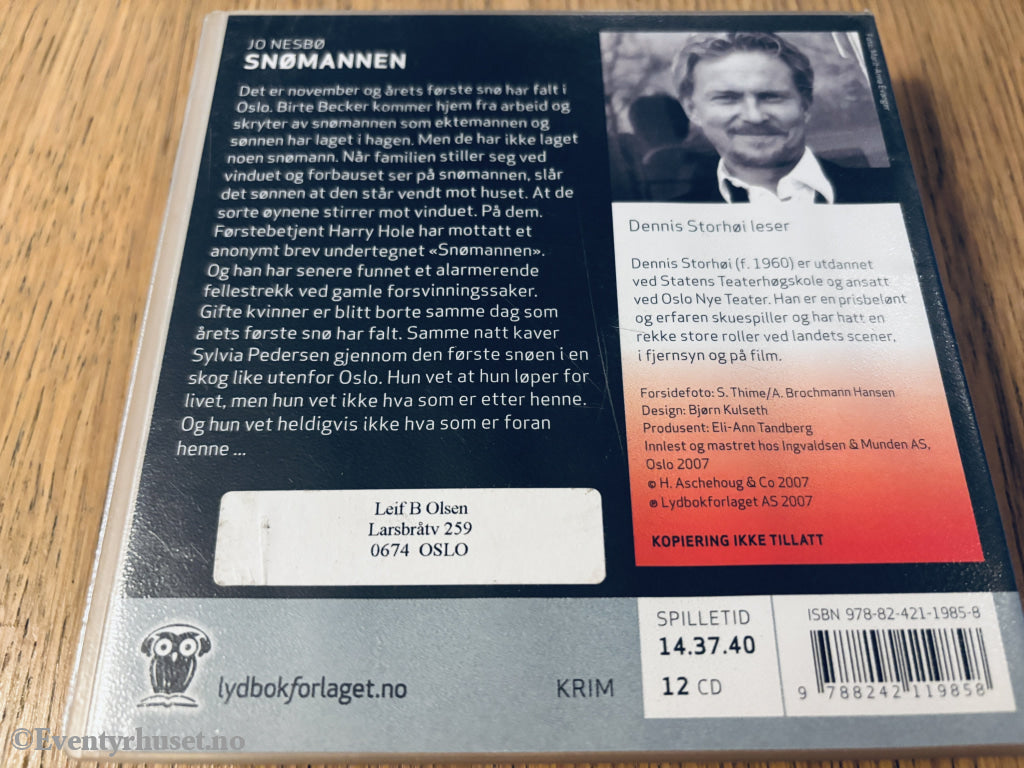 JO NESBØ
SNØMANNEN
Det er november og årets første snø har falt i
Oslo. Birte Becker kommer hjem fra arbeid og
skryter av snømannen som ektemannen og
sønnen har laget i hagen. Men de har ikke laget
noen snømann. Når familien stiller seg ved
vinduet og forbauset ser på snømannen, slår
det sønnen at den står vendt mot huset. At de
sorte øynene stirrer mot vinduet. På dem.
Førstebetjent Harry Hole har mottatt et
anonymt brev undertegnet «Snømannen».
Og han har senere funnet et alarmerende
fellestrekk ved gamle forsvinningssaker.
Gifte kvinner er blitt borte samme dag som
årets første snø har falt. Samme natt kaver
Sylvia Pedersen gjennom den første snøen i en
skog like utenfor Oslo. Hun vet at hun løper for
livet, men hun vet ikke hva som er etter henne.
Og hun vet heldigvis ikke hva som er foran
henne ...
Dennis Storhøi leser
Dennis Storhøi (f. 1960) er utdannet
ved Statens Teaterhøgskole og ansatt
ved Oslo Nye Teater. Han er en prisbelønt
og erfaren skuespiller og har hatt en
rekke store roller ved landets scener,
i fjernsyn og på film.
Forsidefoto: S. Thime/A. Brochmann Hansen
Design: Bjørn Kulseth
Produsent: Eli-Ann Tandberg
Innlest og mastret hos Ingvaldsen & Munden AS,
Oslo 2007
© H. Aschehoug & Co 2007
℗ Lydbokforlaget AS 2007
KOPIERING IKKE TILLATT
Leif B Olsen
Larsbråtv 259
0674 OSLO
lydbokforlaget.no
KRIM
SPILLETID
14.37.40
12 CD
ISBN 978-82-421-1985-8
9 788242 119858
©Eventyrhuset.no